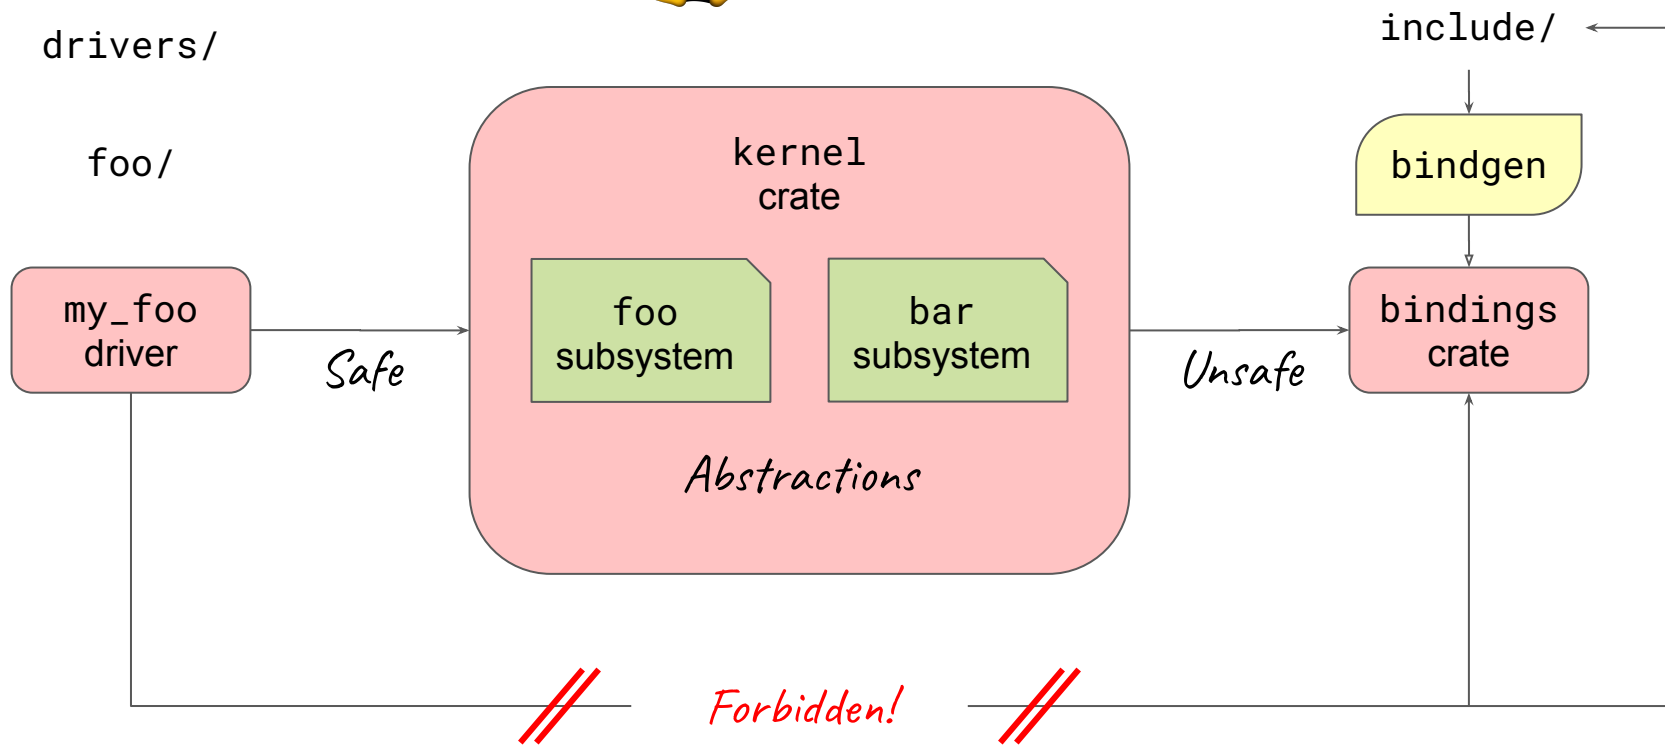 drivers/
include/
foo/
kernel
crate
bindgen
my_foo
driver
Safe
foo
subsystem
bar
subsystem
Unsafe
bindings
crate
Abstractions
Forbidden!